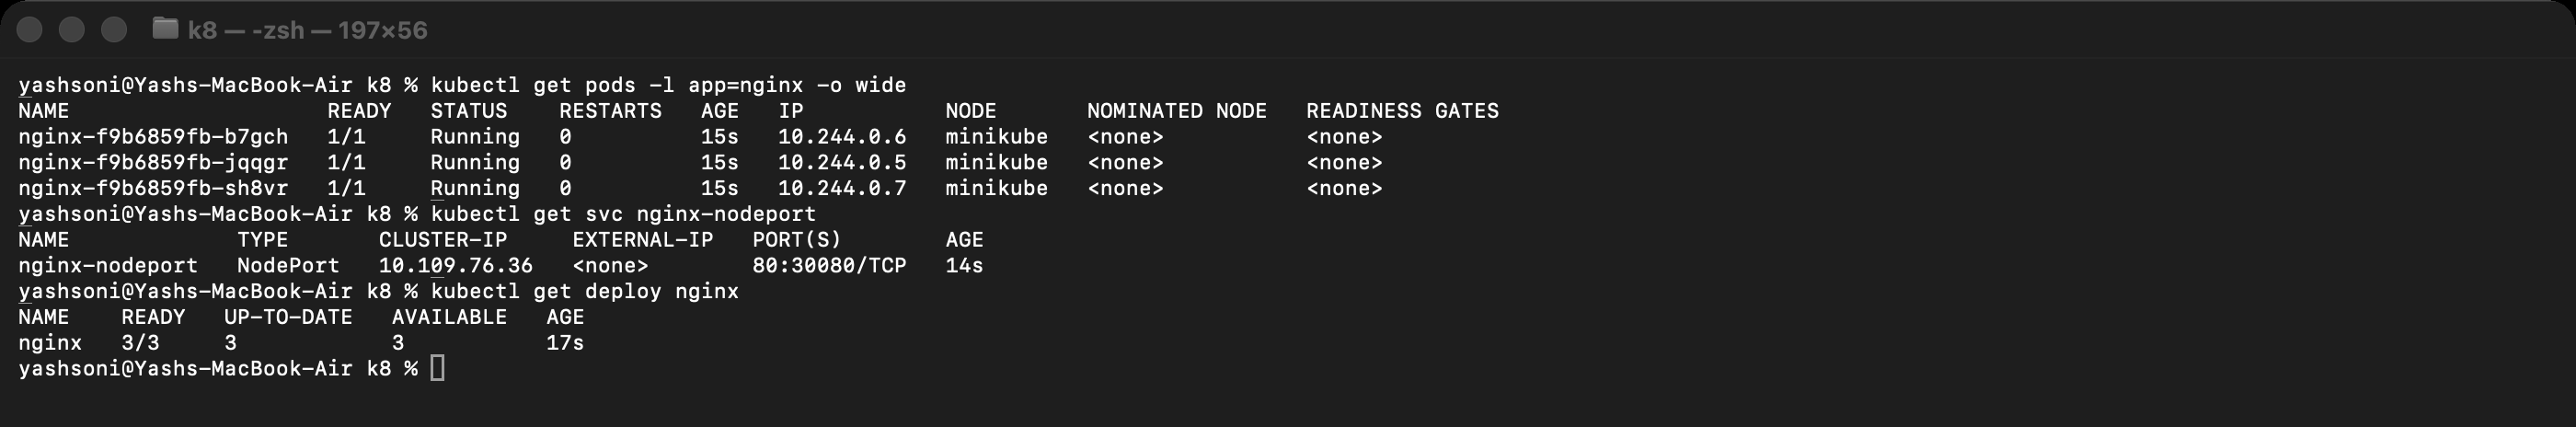 k8 — -zsh — 197×56
yashsoni@Yashs-MacBook-Air k8 % kubectl get pods -l app=nginx -o wide
NAME                    READY   STATUS    RESTARTS   AGE   IP           NODE       NOMINATED NODE   READINESS GATES
nginx-f9b6859fb-b7gch   1/1     Running   0          15s   10.244.0.6   minikube   <none>           <none>
nginx-f9b6859fb-jqqgr   1/1     Running   0          15s   10.244.0.5   minikube   <none>           <none>
nginx-f9b6859fb-sh8vr   1/1     Running   0          15s   10.244.0.7   minikube   <none>           <none>
yashsoni@Yashs-MacBook-Air k8 % kubectl get svc nginx-nodeport
NAME             TYPE       CLUSTER-IP     EXTERNAL-IP   PORT(S)        AGE
nginx-nodeport   NodePort   10.109.76.36   <none>        80:30080/TCP   14s
yashsoni@Yashs-MacBook-Air k8 % kubectl get deploy nginx
NAME    READY   UP-TO-DATE   AVAILABLE   AGE
nginx   3/3     3            3           17s
yashsoni@Yashs-MacBook-Air k8 %